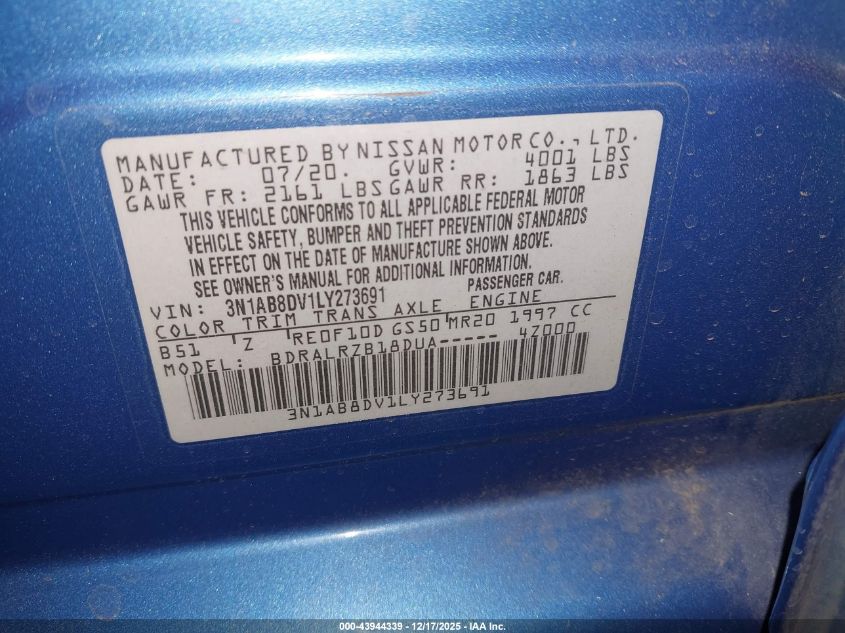 MANUFACTURED BY NISSAN MOTOR CO., LTD.
DATE: 07/20. GVWR: 4001 LBS
GAWR FR: 2161 LBS GAWR RR: 1863 LBS
THIS VEHICLE CONFORMS TO ALL APPLICABLE FEDERAL MOTOR
VEHICLE SAFETY, BUMPER AND THEFT PREVENTION STANDARDS
IN EFFECT ON THE DATE OF MANUFACTURE SHOWN ABOVE.
SEE OWNER'S MANUAL FOR ADDITIONAL INFORMATION.
VIN: 3N1AB8DV1LY273691 PASSENGER CAR.
COLOR TRIM TRANS AXLE ENGINE
B51 Z RE0F10D GS50 MR20 1997 CC
MODEL: BDRALRZB18DUA----- 4Z000
3N1AB8DV1LY273691
000-43944339 - 12/17/2025 - IAA Inc.